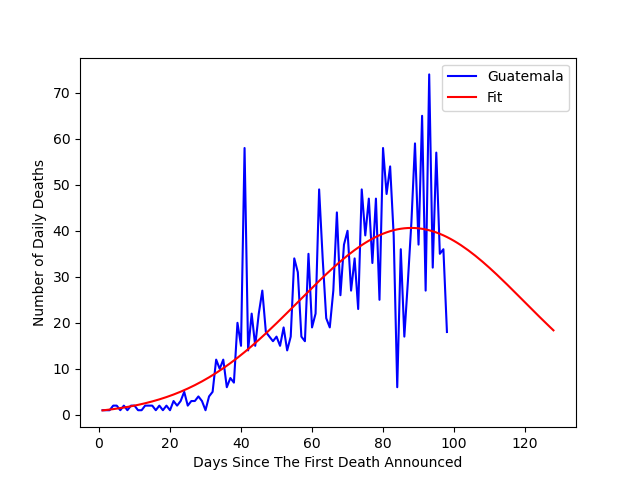 Guatemala
Fit
70
60
50
40
30
20
10
0
Number of Daily Deaths
0 20 40 60 80 100 120
Days Since The First Death Announced